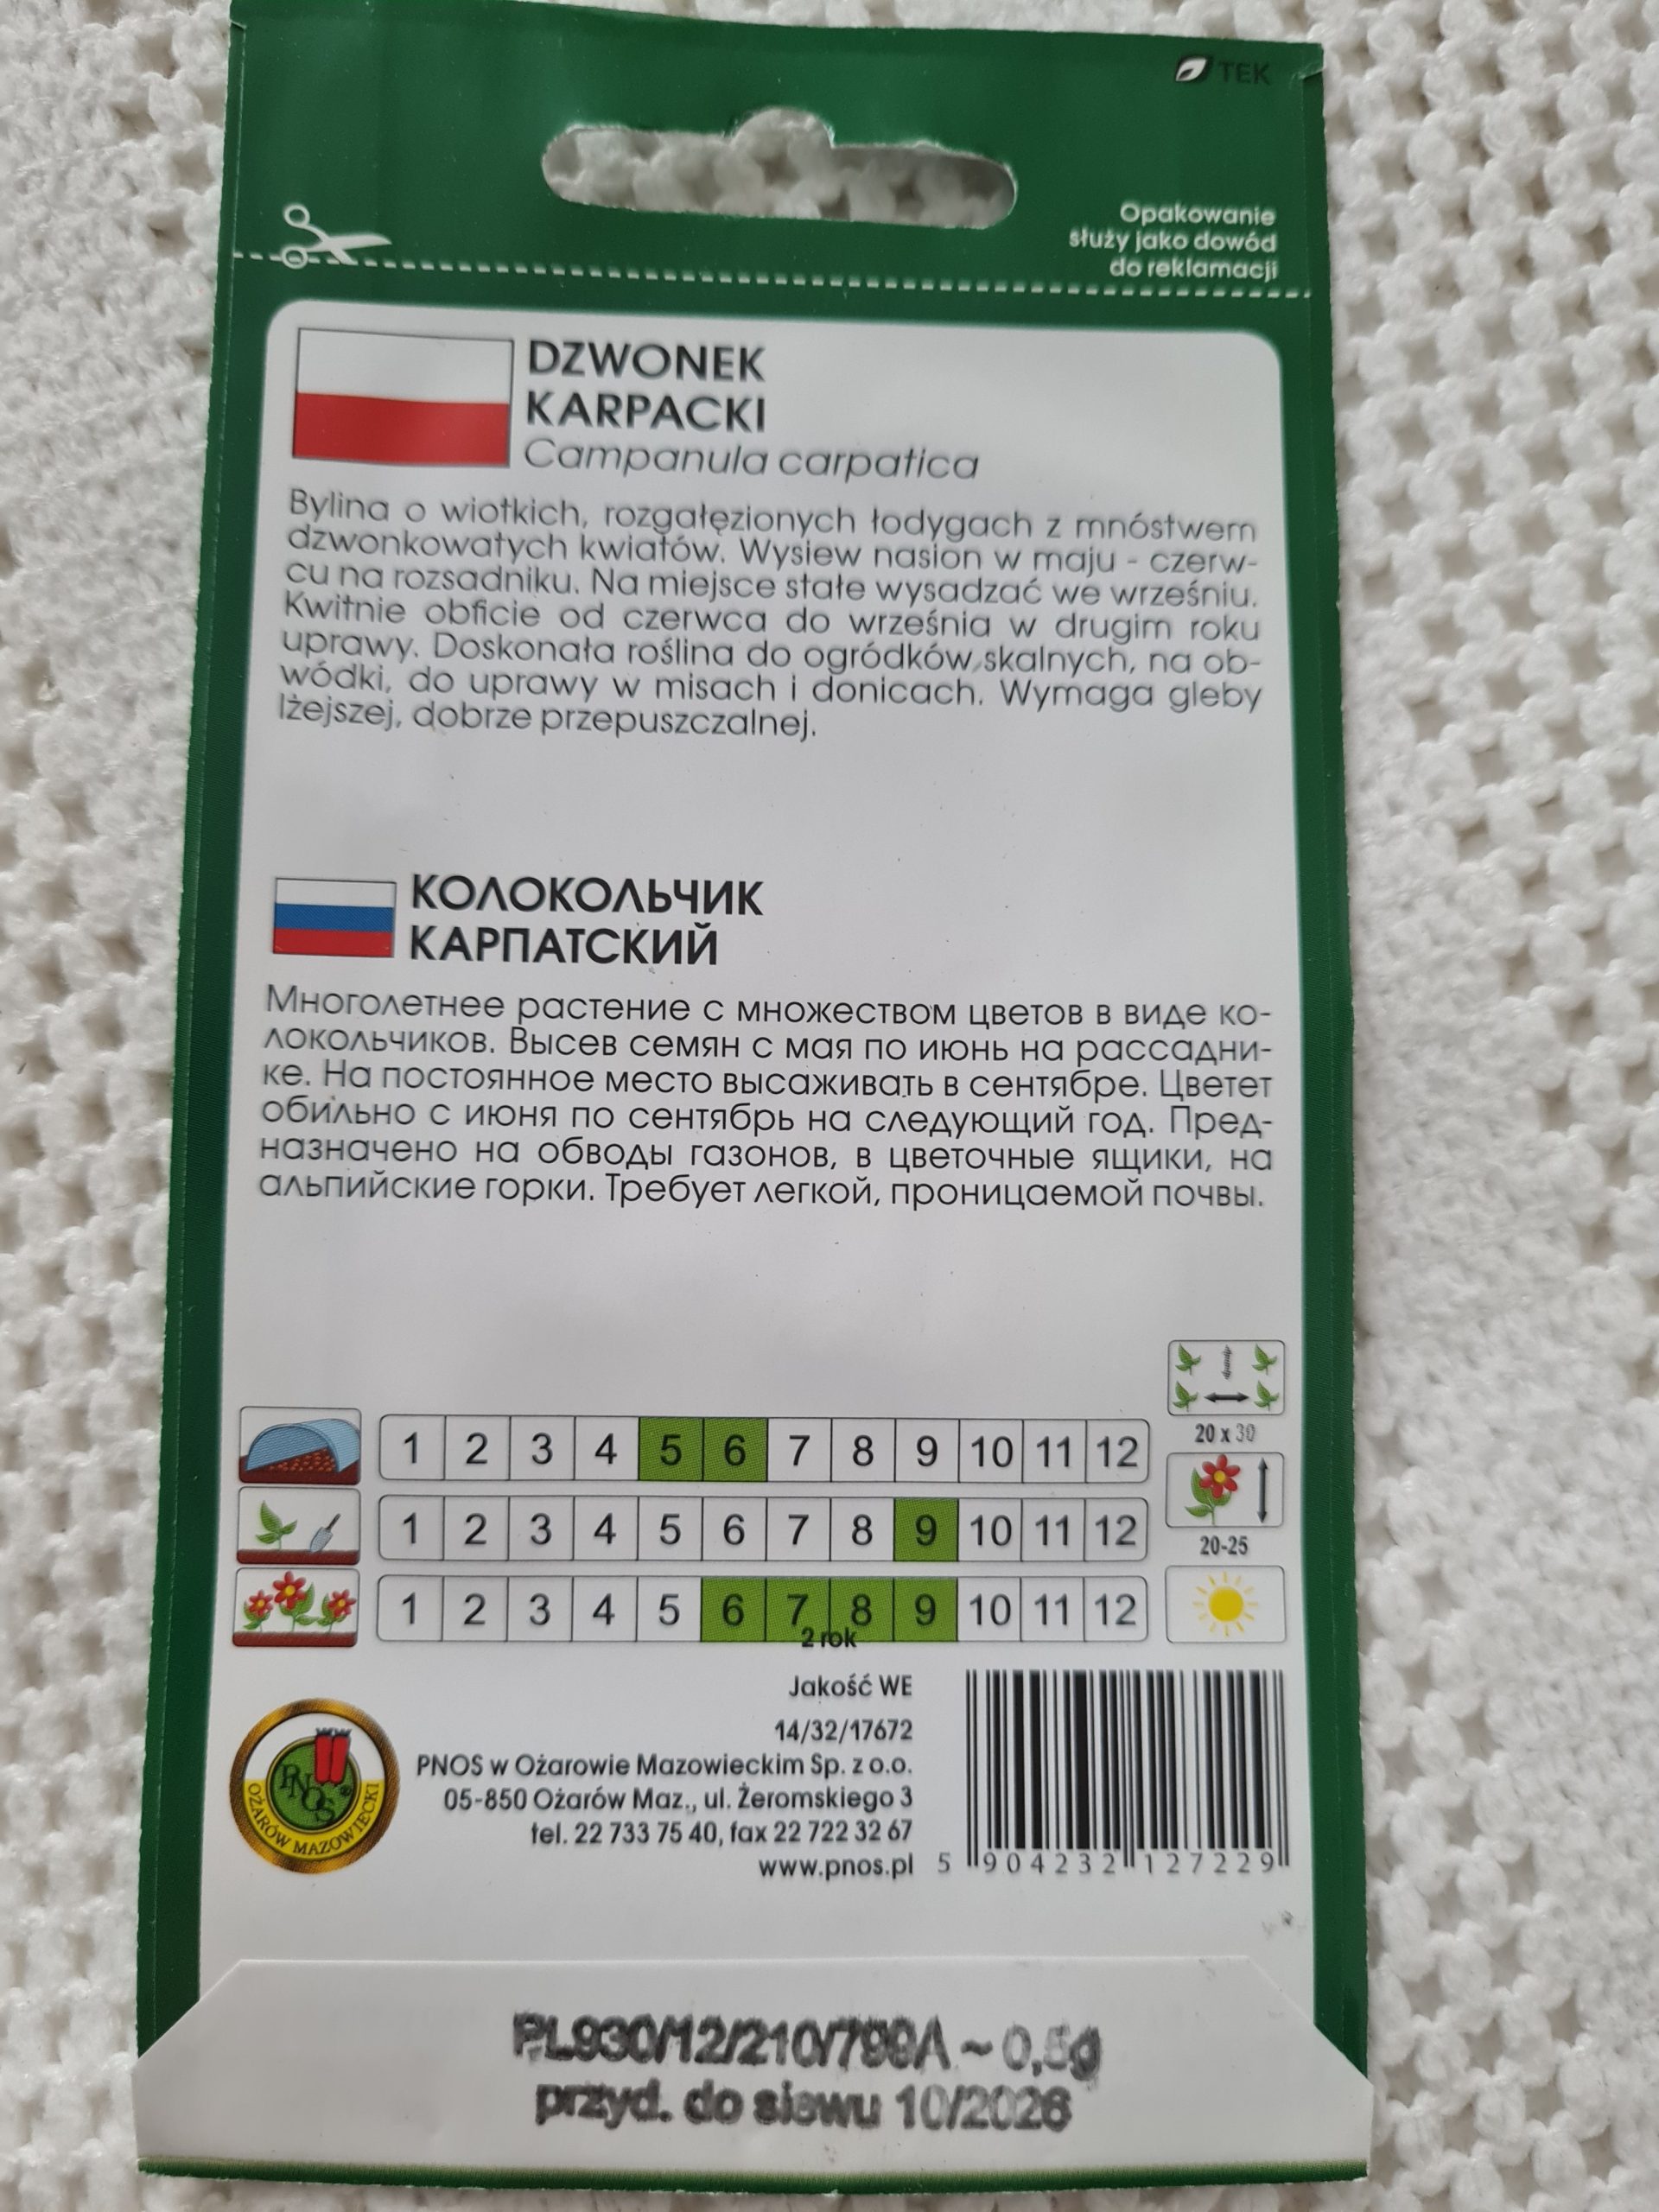 TEK
Opakowanie
służy jako dowód
do reklamacji
DZWONEK
KARPACKI
Campanula carpatica
Bylina o wiotkich, rozgałęzionych łodygach z mnóstwem
dzwonkowatych kwiatów. Wysiew nasion w maju - czerw-
cu na rozsadniku. Na miejsce stałe wysadzać we wrześniu.
Kwitnie obficie od czerwca do września w drugim roku
uprawy. Doskonała roślina do ogródków skalnych, na ob-
wódki, do uprawy w misach i donicach. Wymaga gleby
lżejszej, dobrze przepuszczalnej.
КОЛОКОЛЬЧИК
КАРПАТСКИЙ
Многолетнее растение с множеством цветов в виде ко-
локольчиков. Высев семян с мая по июнь на рассадни-
ке. На постоянное место высаживать в сентябре. Цветет
обильно с июня по сентябрь на следующий год. Пред-
назначено на обводы газонов, в цветочные ящики, на
альпийские горки. Требует легкой, проницаемой почвы.
1 2 3 4 5 6 7 8 9 10 11 12
20 x 30
1 2 3 4 5 6 7 8 9 10 11 12
20-25
1 2 3 4 5 6 7 8 9 10 11 12
2 rok
Jakość WE
14/32/17672
PNOS w Ożarowie Mazowieckim Sp. z o.o.
05-850 Ożarów Maz., ul. Żeromskiego 3
tel. 22 733 75 40, fax 22 722 32 67
www.pnos.pl
PNOS®
OŻARÓW MAZOWIECKI
5 904232 127229
PL930/12/210/799A ~ 0,5g
przyd. do siewu 10/2026